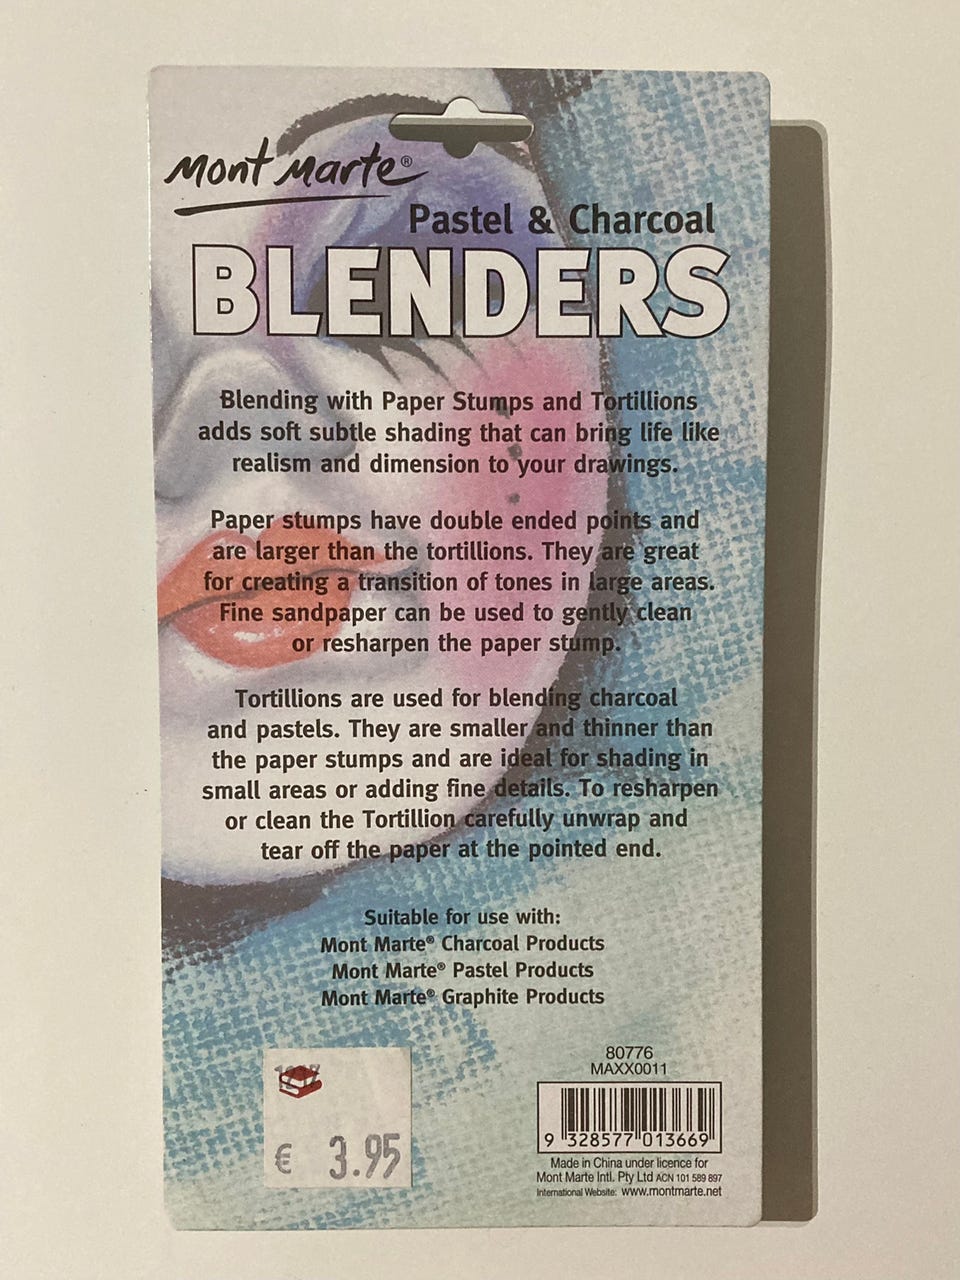 Mont Marte®
Pastel & Charcoal
BLENDERS
Blending with Paper Stumps and Tortillions
adds soft subtle shading that can bring life like
realism and dimension to your drawings.
Paper stumps have double ended points and
are larger than the tortillions. They are great
for creating a transition of tones in large areas.
Fine sandpaper can be used to gently clean
or resharpen the paper stump.
Tortillions are used for blending charcoal
and pastels. They are smaller and thinner than
the paper stumps and are ideal for shading in
small areas or adding fine details. To resharpen
or clean the Tortillion carefully unwrap and
tear off the paper at the pointed end.
Suitable for use with:
Mont Marte® Charcoal Products
Mont Marte® Pastel Products
Mont Marte® Graphite Products
€ 3.95
80776
MAXX0011
9 328577 013669
Made in China under licence for
Mont Marte Intl. Pty Ltd ACN 101 589 897
International Website: www.montmarte.net